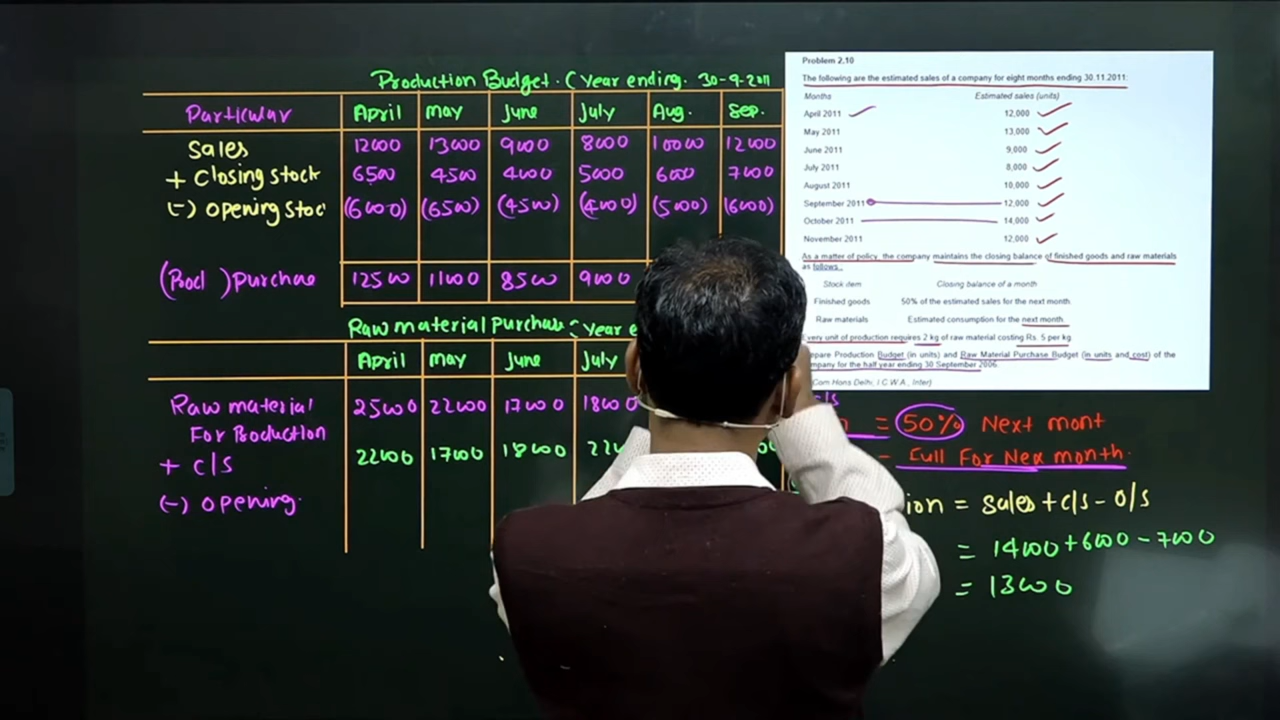 Production Budget. (Year ending. 30-9-2011
Particular April May June July Aug. Sep.
Sales 12000 13000 9000 8000 10000 12000
+ Closing stock 6500 4500 4000 5000 6000 7000
(-) Opening stoc (6000) (6500) (4500) (4000) (5000) (6000)
(Prod ) purchase 12500 11000 8500 9000
Raw material purchase: Year e
April May June July
Raw material 25000 22000 17000 18000
For Production
+ c/s 22000 17000 18000 22
(-) opening.
Problem 2.10
The following are the estimated sales of a company for eight months ending 30.11.2011:
Months Estimated sales (units)
April 2011 12,000
May 2011 13,000
June 2011 9,000
July 2011 8,000
August 2011 10,000
September 2011 12,000
October 2011 14,000
November 2011 12,000
As a matter of policy, the company maintains the closing balance of finished goods and raw materials
as follows:
Stock item Closing balance of a month
Finished goods 50% of the estimated sales for the next month
Raw materials Estimated consumption for the next month
Every unit of production requires 2 kg of raw material costing Rs. 5 per kg
epare Production Budget (in units) and Raw Material Purchase Budget (in units and cost) of the
mpany for the half year ending 30 September 2006.
(Com Hons Delhi, I C W A , Inter)
c/s
= 50% Next mont
- Full For Nex month.
ion = Sales + c/s - O/s
= 14000 + 6000 - 7000
= 13000